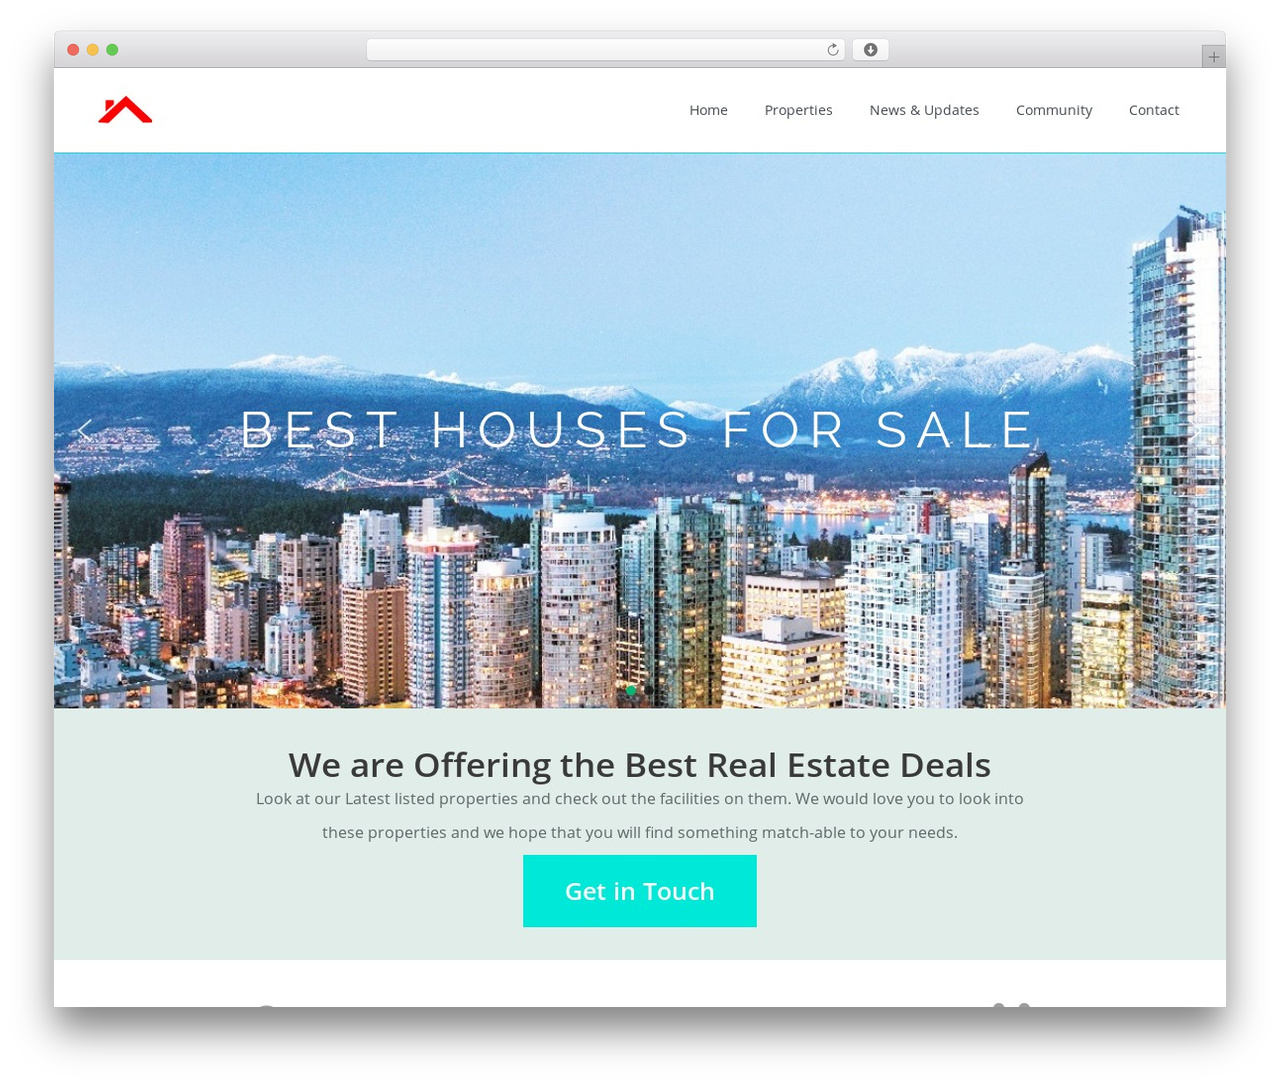 Home Properties News & Updates Community Contact
BEST HOUSES FOR SALE
We are Offering the Best Real Estate Deals
Look at our Latest listed properties and check out the facilities on them. We would love you to look into
these properties and we hope that you will find something match-able to your needs.
Get in Touch